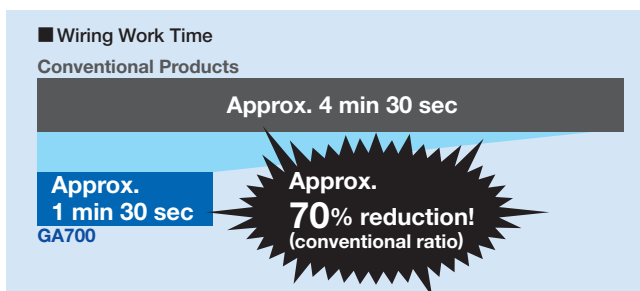 ■ Wiring Work Time
Conventional Products
Approx. 4 min 30 sec
Approx.
1 min 30 sec
GA700
Approx.
70% reduction!
(conventional ratio)